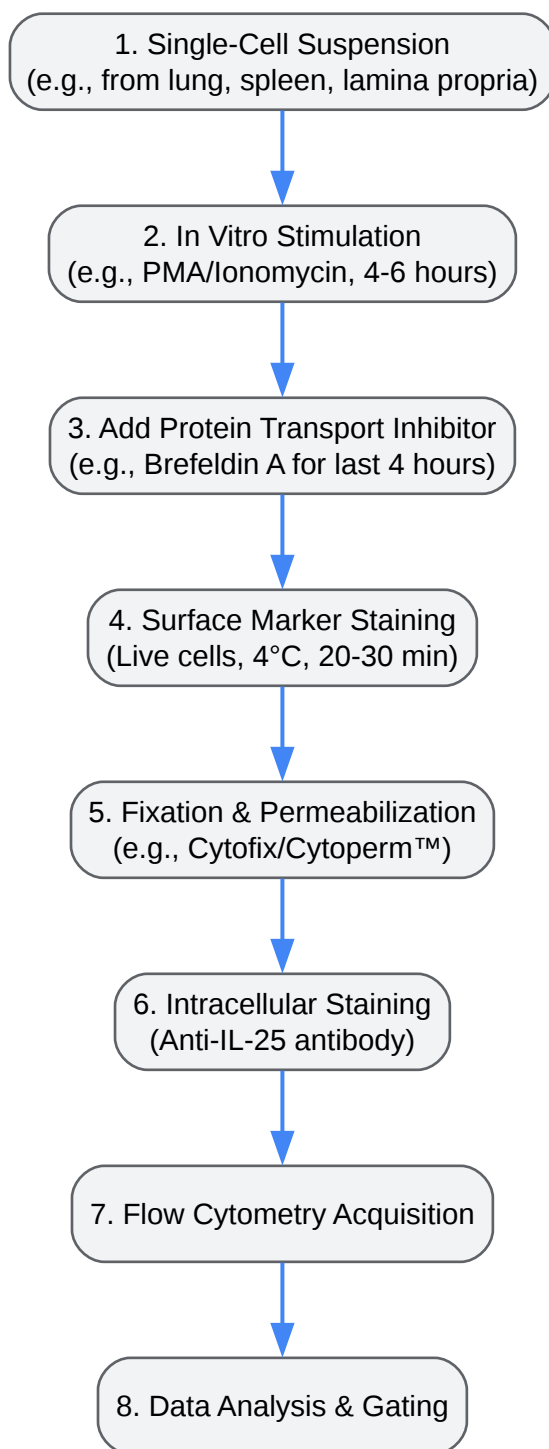 1. Single-Cell Suspension
(e.g., from lung, spleen, lamina propria)
2. In Vitro Stimulation
(e.g., PMA/Ionomycin, 4-6 hours)
3. Add Protein Transport Inhibitor
(e.g., Brefeldin A for last 4 hours)
4. Surface Marker Staining
(Live cells, 4°C, 20-30 min)
5. Fixation & Permeabilization
(e.g., Cytofix/Cytoperm™)
6. Intracellular Staining
(Anti-IL-25 antibody)
7. Flow Cytometry Acquisition
8. Data Analysis & Gating